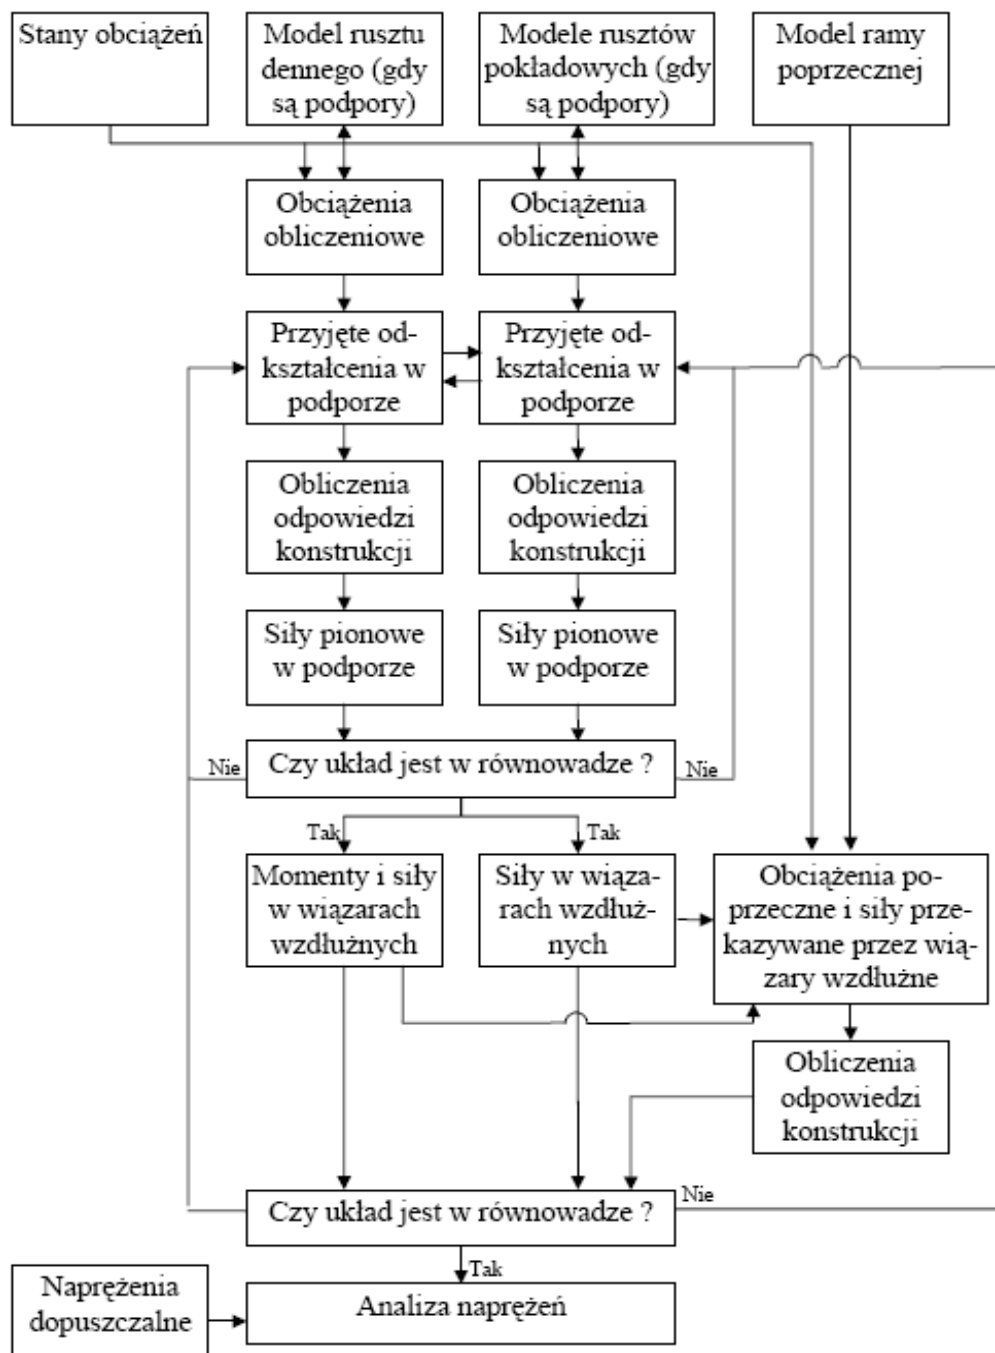 Stany obciążeń
Model rusztu
dennego (gdy
są podpory)
Modele rusztów
pokładowych (gdy
są podpory)
Model ramy
poprzecznej
Obciążenia
obliczeniowe
Obciążenia
obliczeniowe
Przyjęte od-
kształcenia w
podporze
Przyjęte od-
kształcenia w
podporze
Obliczenia
odpowiedzi
konstrukcji
Obliczenia
odpowiedzi
konstrukcji
Siły pionowe
w podporze
Siły pionowe
w podporze
Nie
Czy układ jest w równowadze ?
Nie
Tak
Tak
Momenty i siły
w wiązarach
wzdłużnych
Siły w wiąza-
rach wzdłuż-
nych
Obciążenia po-
przeczne i siły prze-
kazywane przez wią-
zary wzdłużne
Obliczenia
odpowiedzi
konstrukcji
Czy układ jest w równowadze ?
Nie
Tak
Naprężenia
dopuszczalne
Analiza naprężeń